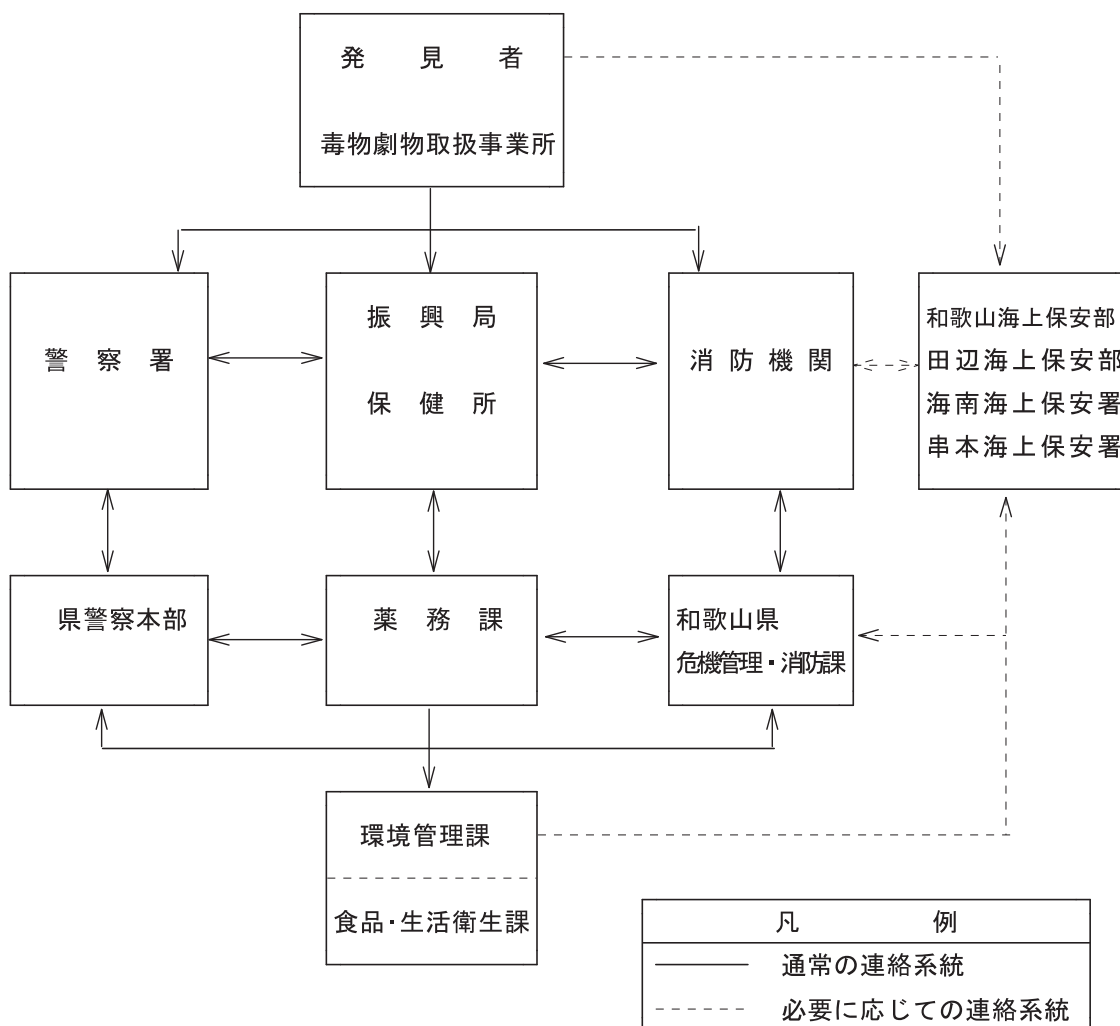 発見者
毒物劇物取扱事業所
警察署
振興局
保健所
消防機関
和歌山海上保安部
田辺海上保安部
海南海上保安署
串本海上保安署
県警察本部
薬務課
和歌山県
危機管理・消防課
環境管理課
食品・生活衛生課
凡例
通常の連絡系統
必要に応じての連絡系統